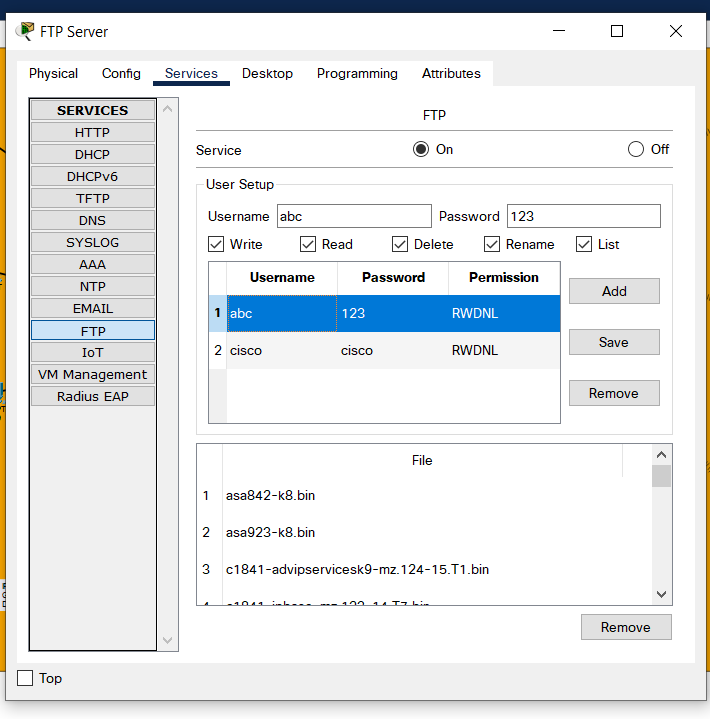 FTP Server
Physical Config Services Desktop Programming Attributes
SERVICES
HTTP
DHCP
DHCPv6
TFTP
DNS
SYSLOG
AAA
NTP
EMAIL
FTP
IoT
VM Management
Radius EAP
FTP
Service On Off
User Setup
Username abc Password 123
Write Read Delete Rename List
Username Password Permission
1 abc 123 RWDNL
2 cisco cisco RWDNL
Add
Save
Remove
File
1 asa842-k8.bin
2 asa923-k8.bin
3 c1841-advipservicesk9-mz.124-15.T1.bin
Remove
Top